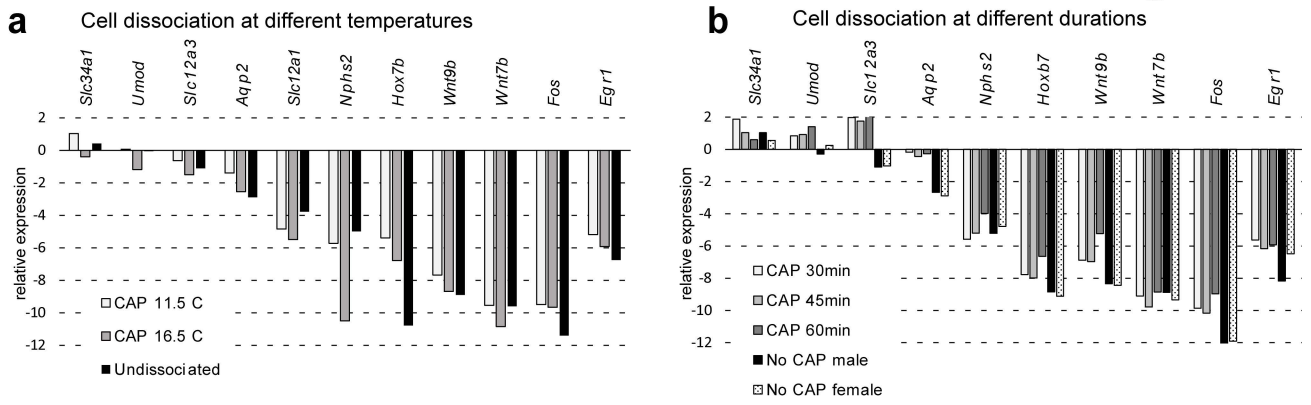 a
Cell dissociation at different temperatures
Slc34a1
Umod
Slc12a3
Aqp2
Slc12a1
Nphs2
Hox7b
Wnt9b
Wnt7b
Fos
Egr1
relative expression
2
0
-2
-4
-6
-8
-10
-12
CAP 11.5 C
CAP 16.5 C
Undissociated
b
Cell dissociation at different durations
Slc34a1
Umod
Slc12a3
Aqp2
Nphs2
Hoxb7
Wnt9b
Wnt7b
Fos
Egr1
relative expression
2
0
-2
-4
-6
-8
-10
-12
CAP 30min
CAP 45min
CAP 60min
No CAP male
No CAP female